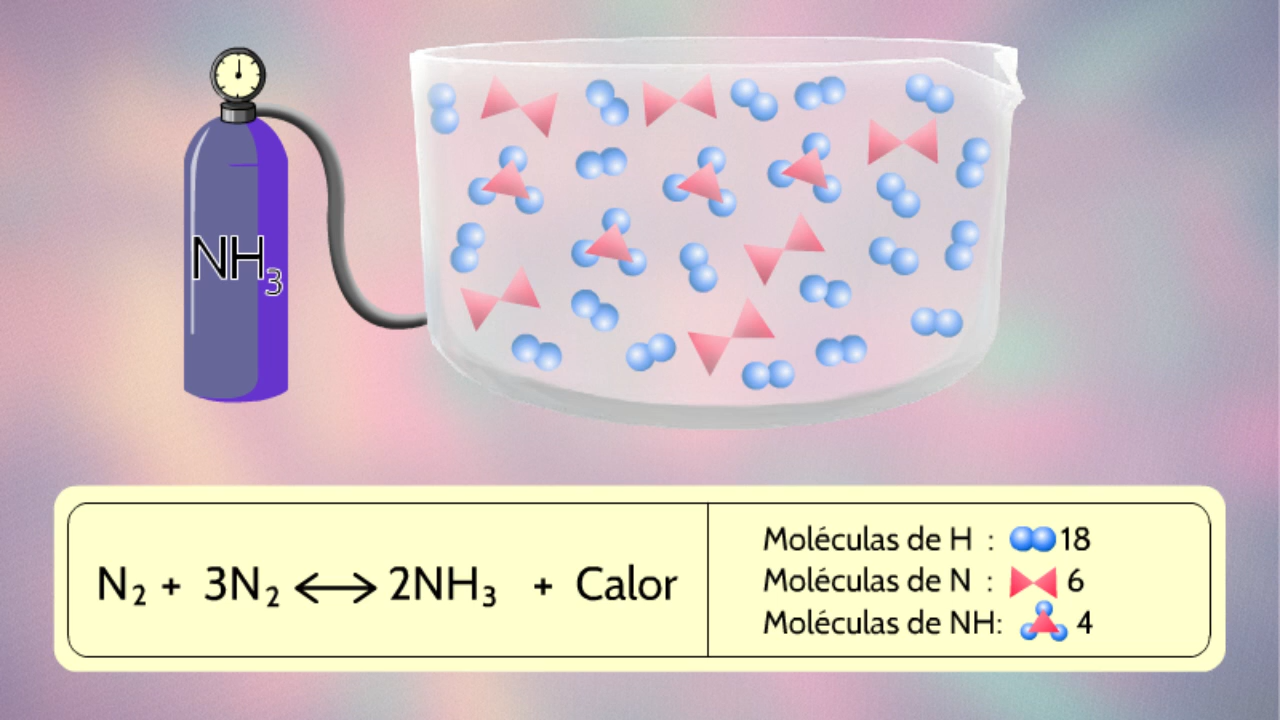 NH₃
N₂ + 3N₂ ⟷ 2NH₃ + Calor
Moléculas de H : 18
Moléculas de N : 6
Moléculas de NH: 4